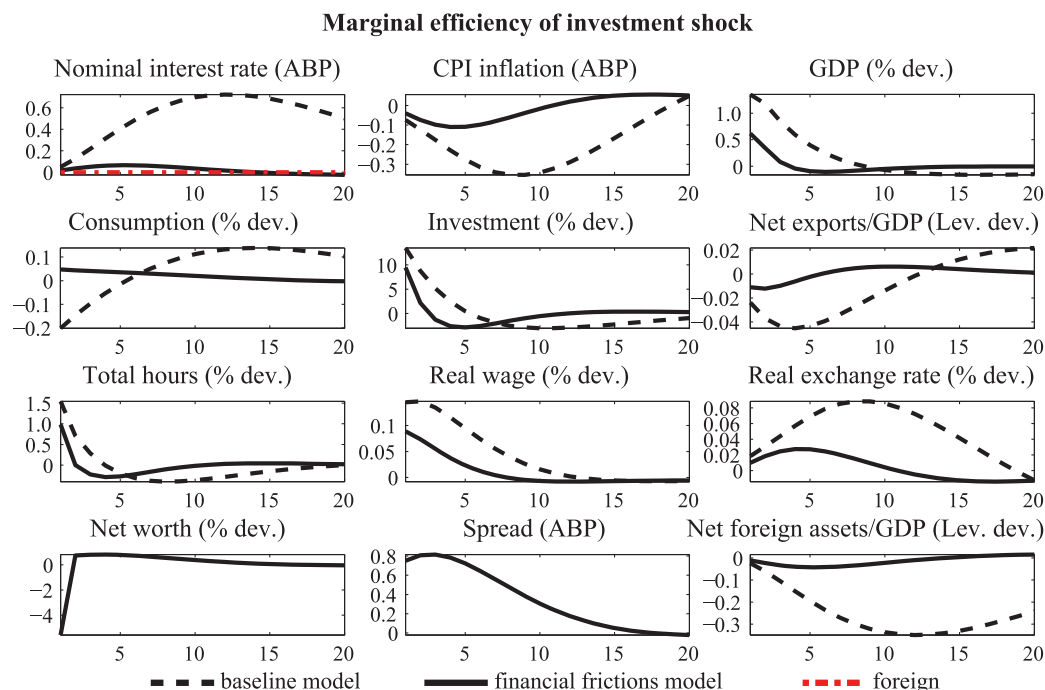 Marginal efficiency of investment shock
Nominal interest rate (ABP) CPI inflation (ABP) GDP (% dev.)
0.6 0 1.0
0.4 −0.1 0.5
0.2 −0.2 0
0 −0.3
5 10 15 20 5 10 15 20 5 10 15 20
Consumption (% dev.) Investment (% dev.) Net exports/GDP (Lev. dev.)
0.1 10 0.02
0 5 0
−0.1 0 −0.02
−0.2 −0.04
5 10 15 20 5 10 15 20 5 10 15 20
Total hours (% dev.) Real wage (% dev.) Real exchange rate (% dev.)
1.5 0.1 0.08
1.0 0.05 0.06
0.5 0 0.04
0 0.02
0
5 10 15 20 5 10 15 20 5 10 15 20
Net worth (% dev.) Spread (ABP) Net foreign assets/GDP (Lev. dev.)
0 0.8 0
−2 0.6 −0.1
−4 0.4 −0.2
0.2 −0.3
0
5 10 15 20 5 10 15 20 5 10 15 20
baseline model financial frictions model foreign